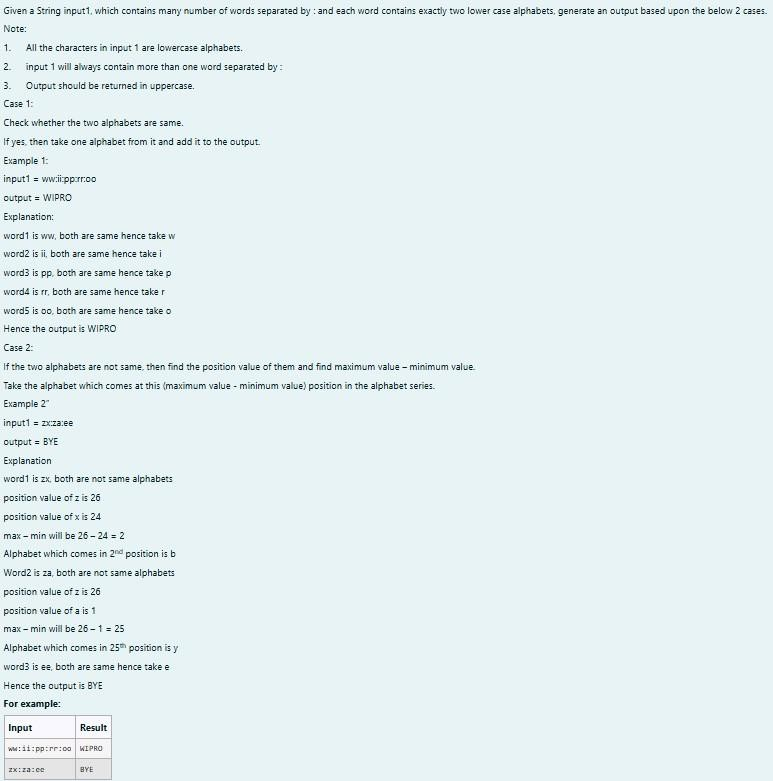 Given a String input1, which contains many number of words separated by : and each word contains exactly two lower case alphabets, generate an output based upon the below 2 cases.
Note:
1. All the characters in input 1 are lowercase alphabets.
2. input 1 will always contain more than one word separated by :
3. Output should be returned in uppercase.
Case 1:
Check whether the two alphabets are same.
If yes, then take one alphabet from it and add it to the output.
Example 1:
input1 = ww:ii:pp:rr:oo
output = WIPRO
Explanation:
word1 is ww, both are same hence take w
word2 is ii, both are same hence take i
word3 is pp, both are same hence take p
word4 is rr, both are same hence take r
word5 is oo, both are same hence take o
Hence the output is WIPRO
Case 2:
If the two alphabets are not same, then find the position value of them and find maximum value – minimum value.
Take the alphabet which comes at this (maximum value - minimum value) position in the alphabet series.
Example 2"
input1 = zx:za:ee
output = BYE
Explanation
word1 is zx, both are not same alphabets
position value of z is 26
position value of x is 24
max – min will be 26 – 24 = 2
Alphabet which comes in 2nd position is b
Word2 is za, both are not same alphabets
position value of z is 26
position value of a is 1
max – min will be 26 – 1 = 25
Alphabet which comes in 25th position is y
word3 is ee, both are same hence take e
Hence the output is BYE
For example:
Input Result
ww:ii:pp:rr:oo WIPRO
zx:za:ee BYE